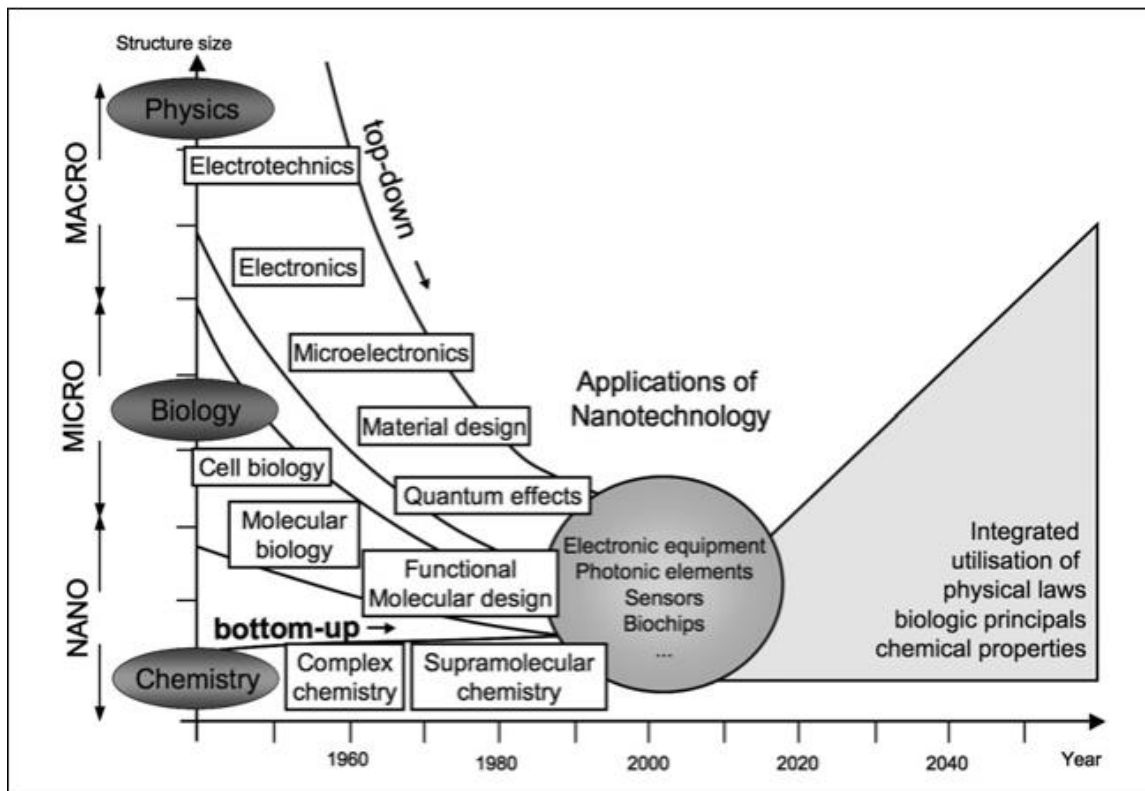 Structure size
Physics
MACRO
MICRO
NANO
Electrotechnics
top-down
Electronics
Microelectronics
Biology
Material design
Applications of
Nanotechnology
Cell biology
Quantum effects
Molecular
biology
Functional
Molecular design
Electronic equipment
Photonic elements
Sensors
Biochips
...
Integrated
utilisation of
physical laws
biologic principals
chemical properties
bottom-up
Chemistry
Complex
chemistry
Supramolecular
chemistry
1960
1980
2000
2020
2040
Year